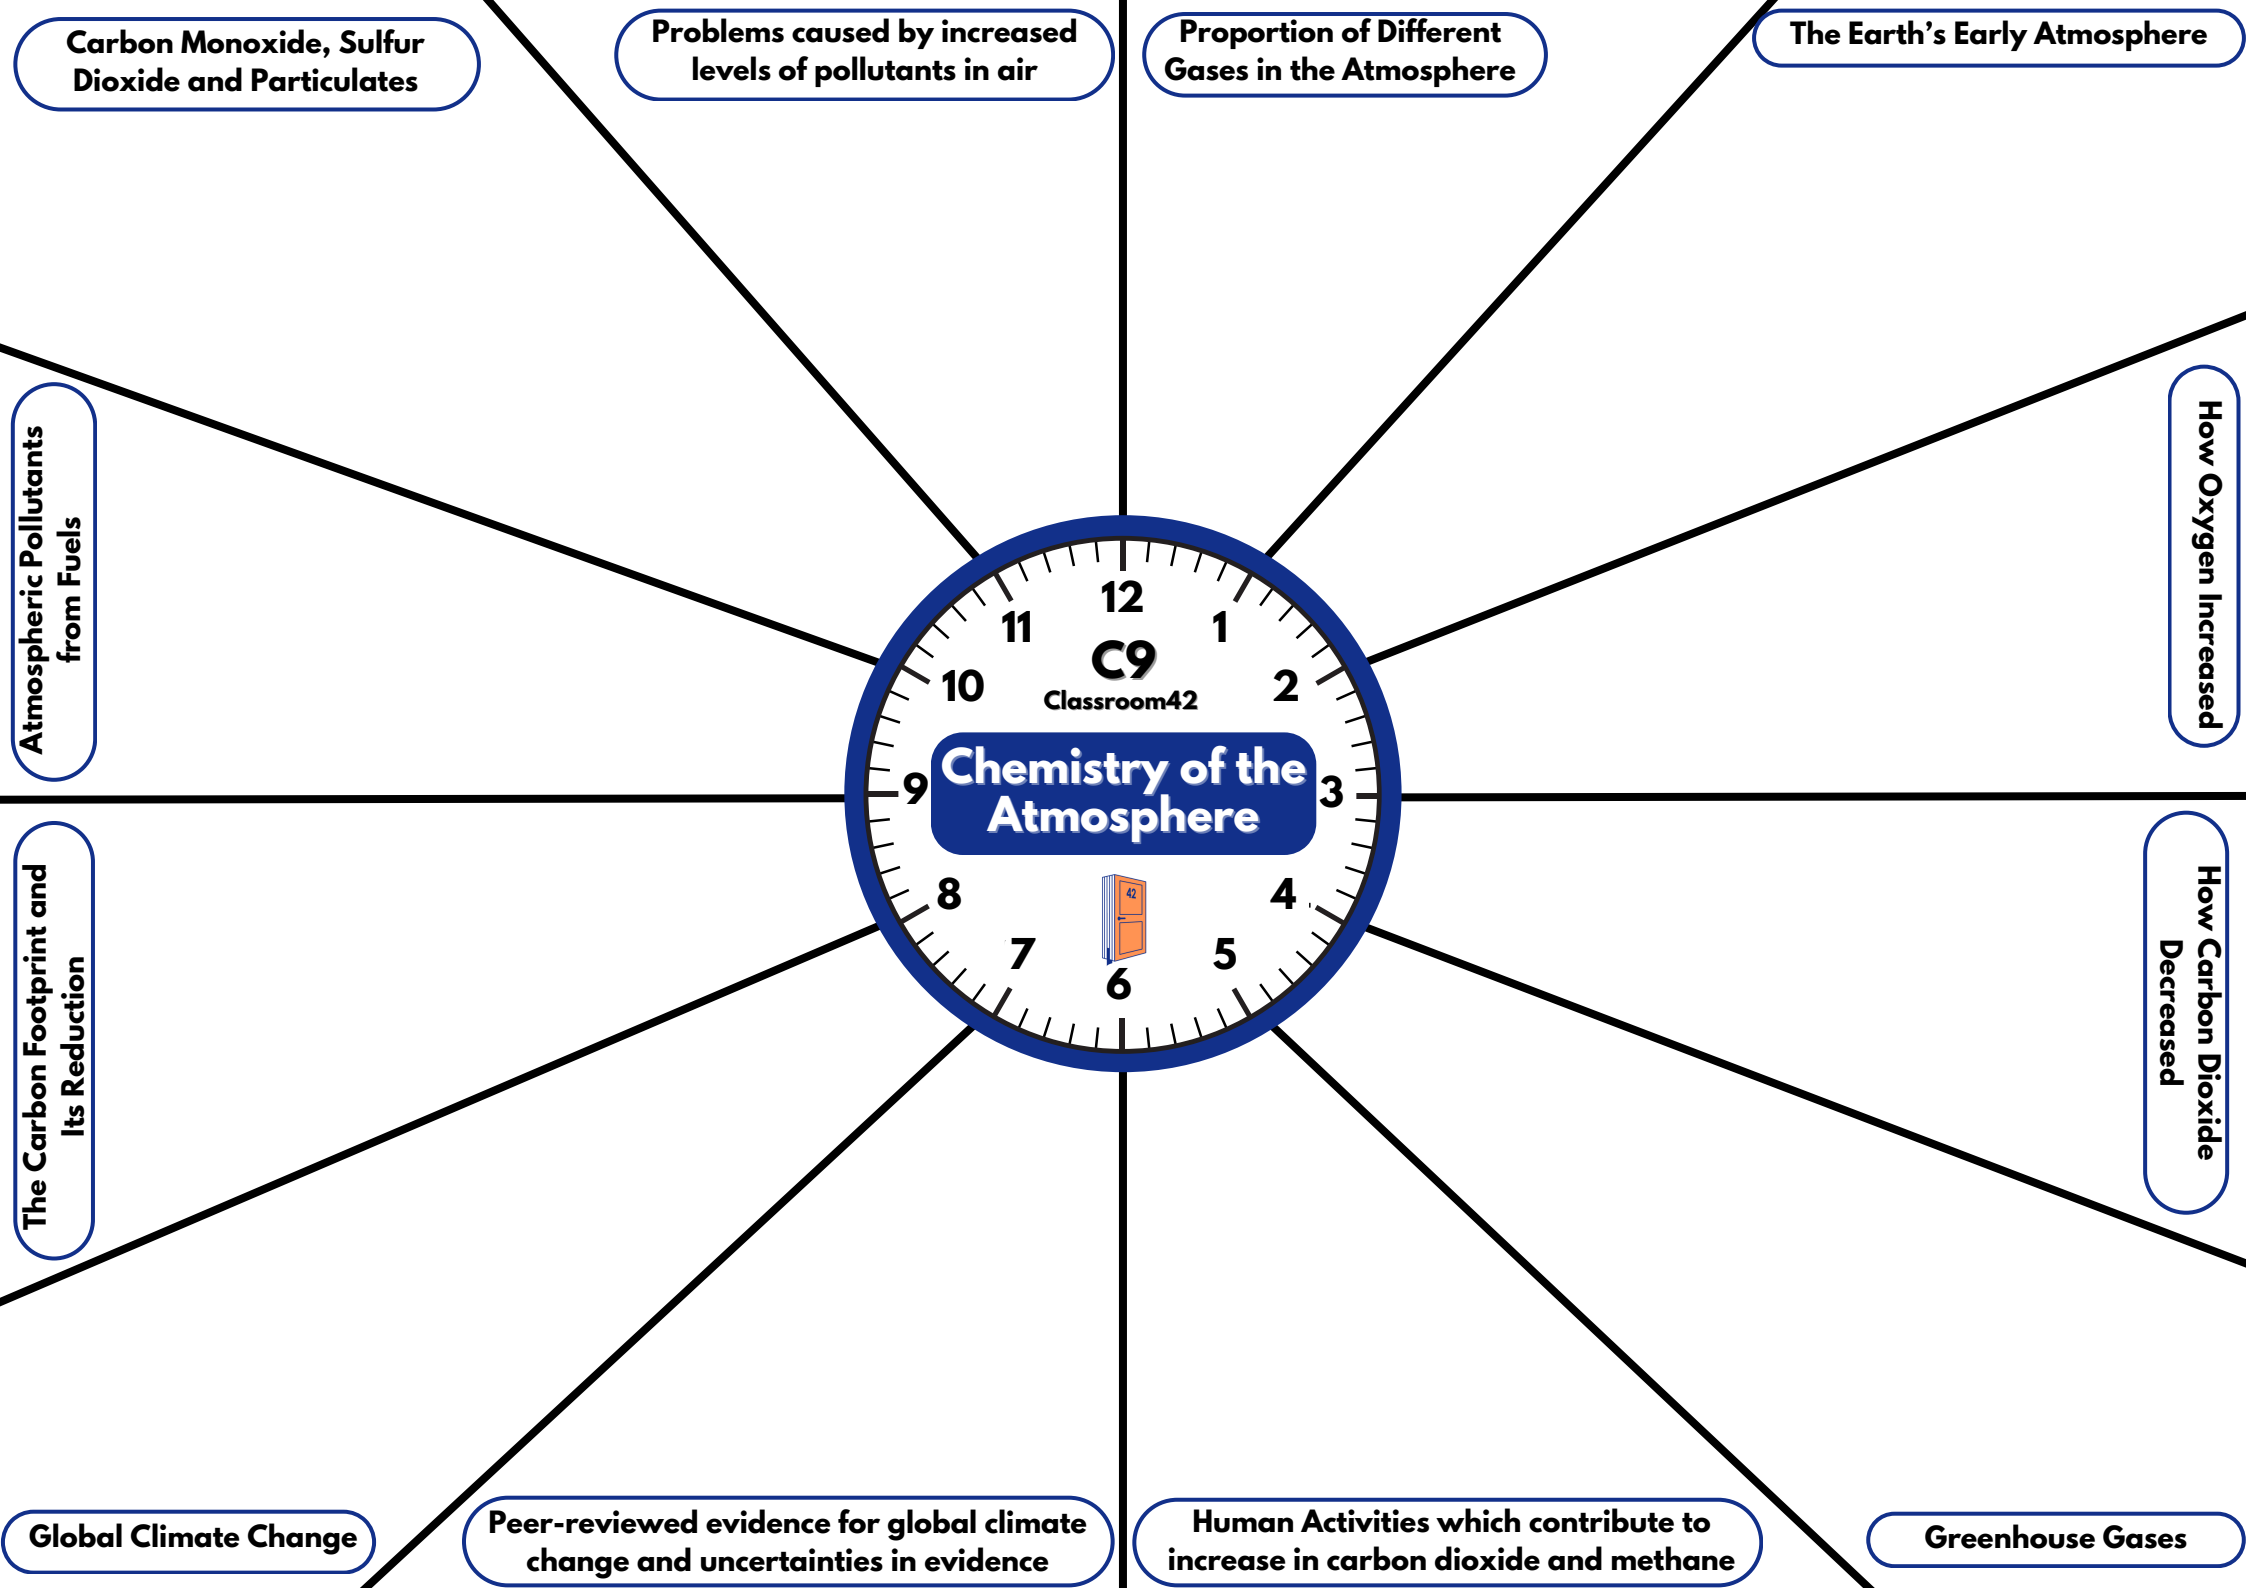 Carbon Monoxide, Sulfur
Dioxide and Particulates
Problems caused by increased
levels of pollutants in air
Proportion of Different
Gases in the Atmosphere
The Earth's Early Atmosphere
How Oxygen Increased
How Carbon Dioxide
Decreased
Greenhouse Gases
Human Activities which contribute to
increase in carbon dioxide and methane
Peer-reviewed evidence for global climate
change and uncertainties in evidence
Global Climate Change
The Carbon Footprint and
Its Reduction
Atmospheric Pollutants
from Fuels
12
1
2
3
4
5
6
7
8
9
10
11
C9
Classroom42
Chemistry of the
Atmosphere
42